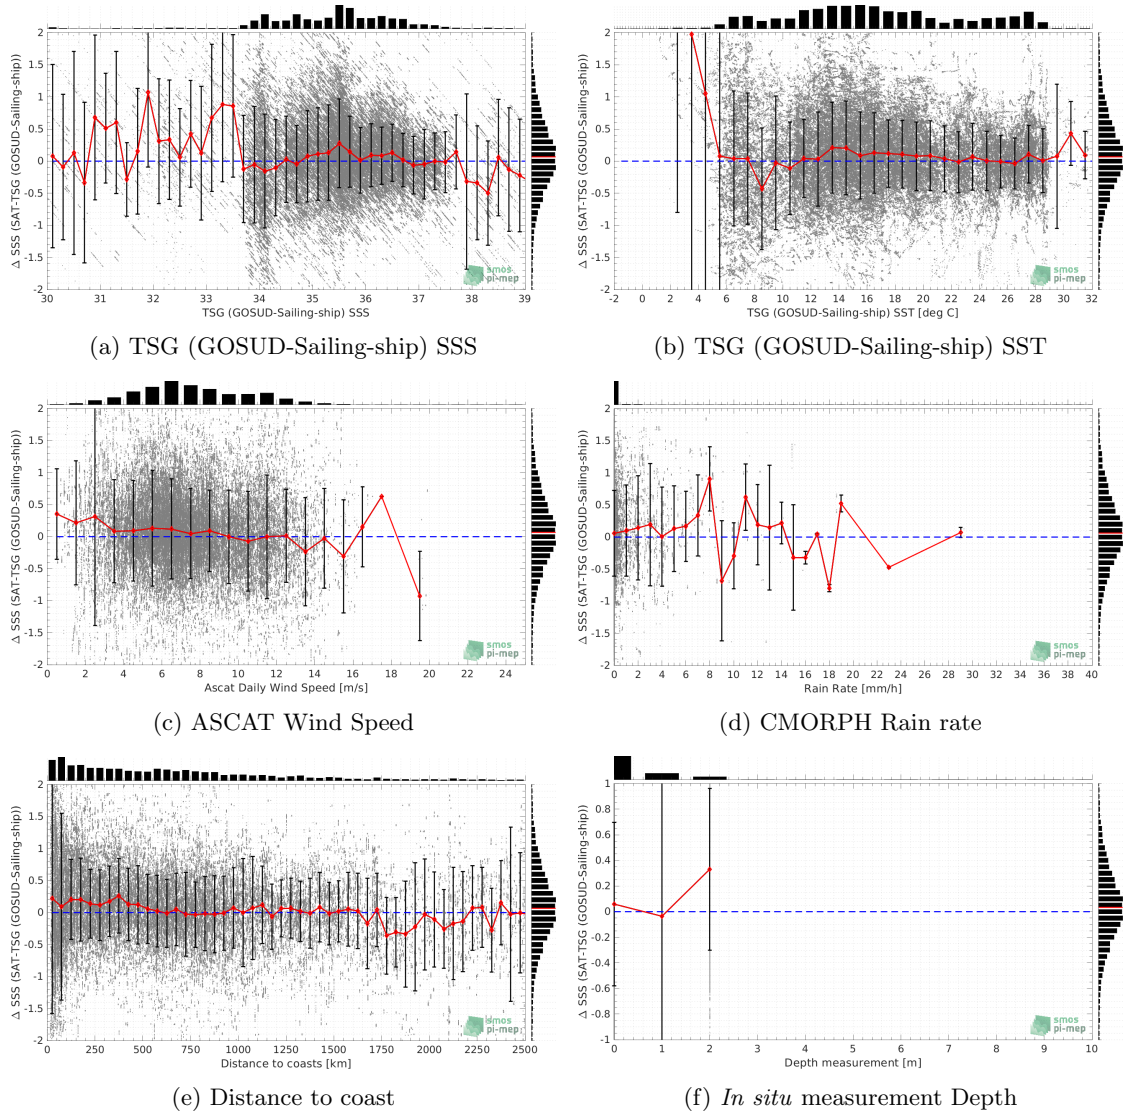 2
1.5
1
0.5
0
-0.5
-1
-1.5
-2
Δ SSS (SAT-TSG (GOSUD-Sailing-ship))
30 31 32 33 34 35 36 37 38 39
TSG (GOSUD-Sailing-ship) SSS
smos
pi-mep
(a) TSG (GOSUD-Sailing-ship) SSS
2
1.5
1
0.5
0
-0.5
-1
-1.5
-2
Δ SSS (SAT-TSG (GOSUD-Sailing-ship))
-2 0 2 4 6 8 10 12 14 16 18 20 22 24 26 28 30 32
TSG (GOSUD-Sailing-ship) SST [deg C]
smos
pi-mep
(b) TSG (GOSUD-Sailing-ship) SST
2
1.5
1
0.5
0
-0.5
-1
-1.5
-2
Δ SSS (SAT-TSG (GOSUD-Sailing-ship))
0 2 4 6 8 10 12 14 16 18 20 22 24
Ascat Daily Wind Speed [m/s]
smos
pi-mep
(c) ASCAT Wind Speed
2
1.5
1
0.5
0
-0.5
-1
-1.5
-2
Δ SSS (SAT-TSG (GOSUD-Sailing-ship))
0 2 4 6 8 10 12 14 16 18 20 22 24 26 28 30 32 34 36 38 40
Rain Rate [mm/h]
smos
pi-mep
(d) CMORPH Rain rate
2
1.5
1
0.5
0
-0.5
-1
-1.5
-2
Δ SSS (SAT-TSG (GOSUD-Sailing-ship))
0 250 500 750 1000 1250 1500 1750 2000 2250 2500
Distance to coasts [km]
smos
pi-mep
(e) Distance to coast
1
0.8
0.6
0.4
0.2
0
-0.2
-0.4
-0.6
-0.8
-1
Δ SSS (SAT-TSG (GOSUD-Sailing-ship))
0 1 2 3 4 5 6 7 8 9 10
Depth measurement [m]
smos
pi-mep
(f) In situ measurement Depth